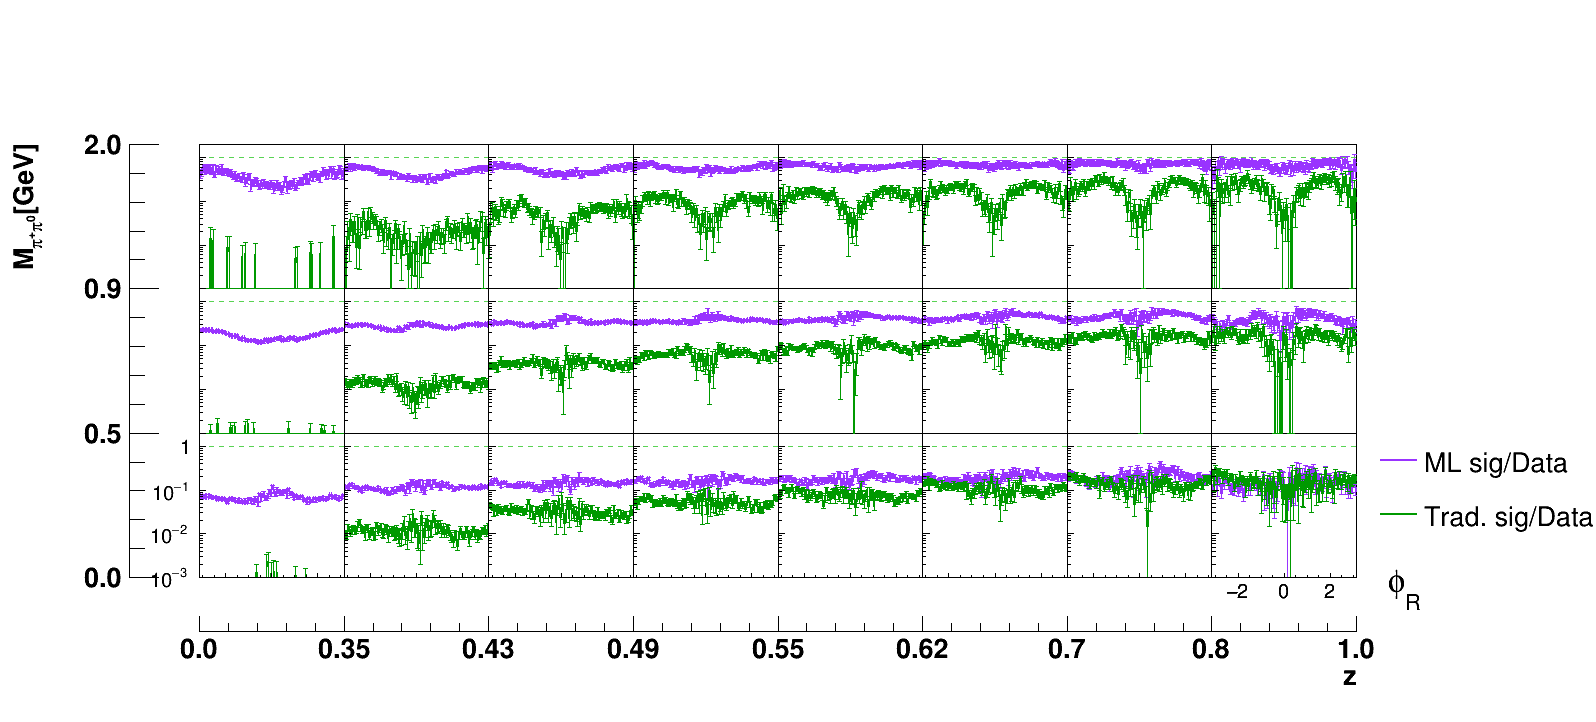 M π⁺π⁰ [GeV]
2.0
0.9
0.5
0.0
1
10⁻¹
10⁻²
10⁻³
ML sig/Data
Trad. sig/Data
−2 0 2
ϕ_R
0.0 0.35 0.43 0.49 0.55 0.62 0.7 0.8 1.0
z